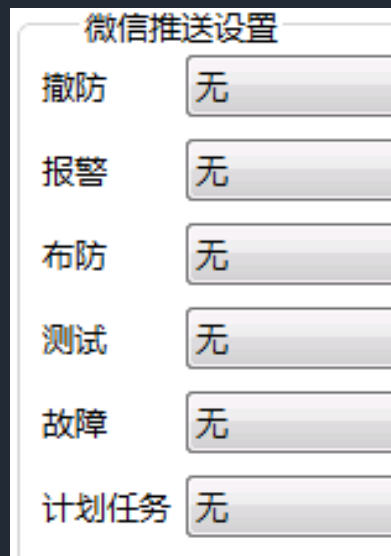 微信推送设置
撤防 无
报警 无
布防 无
测试 无
故障 无
计划任务 无